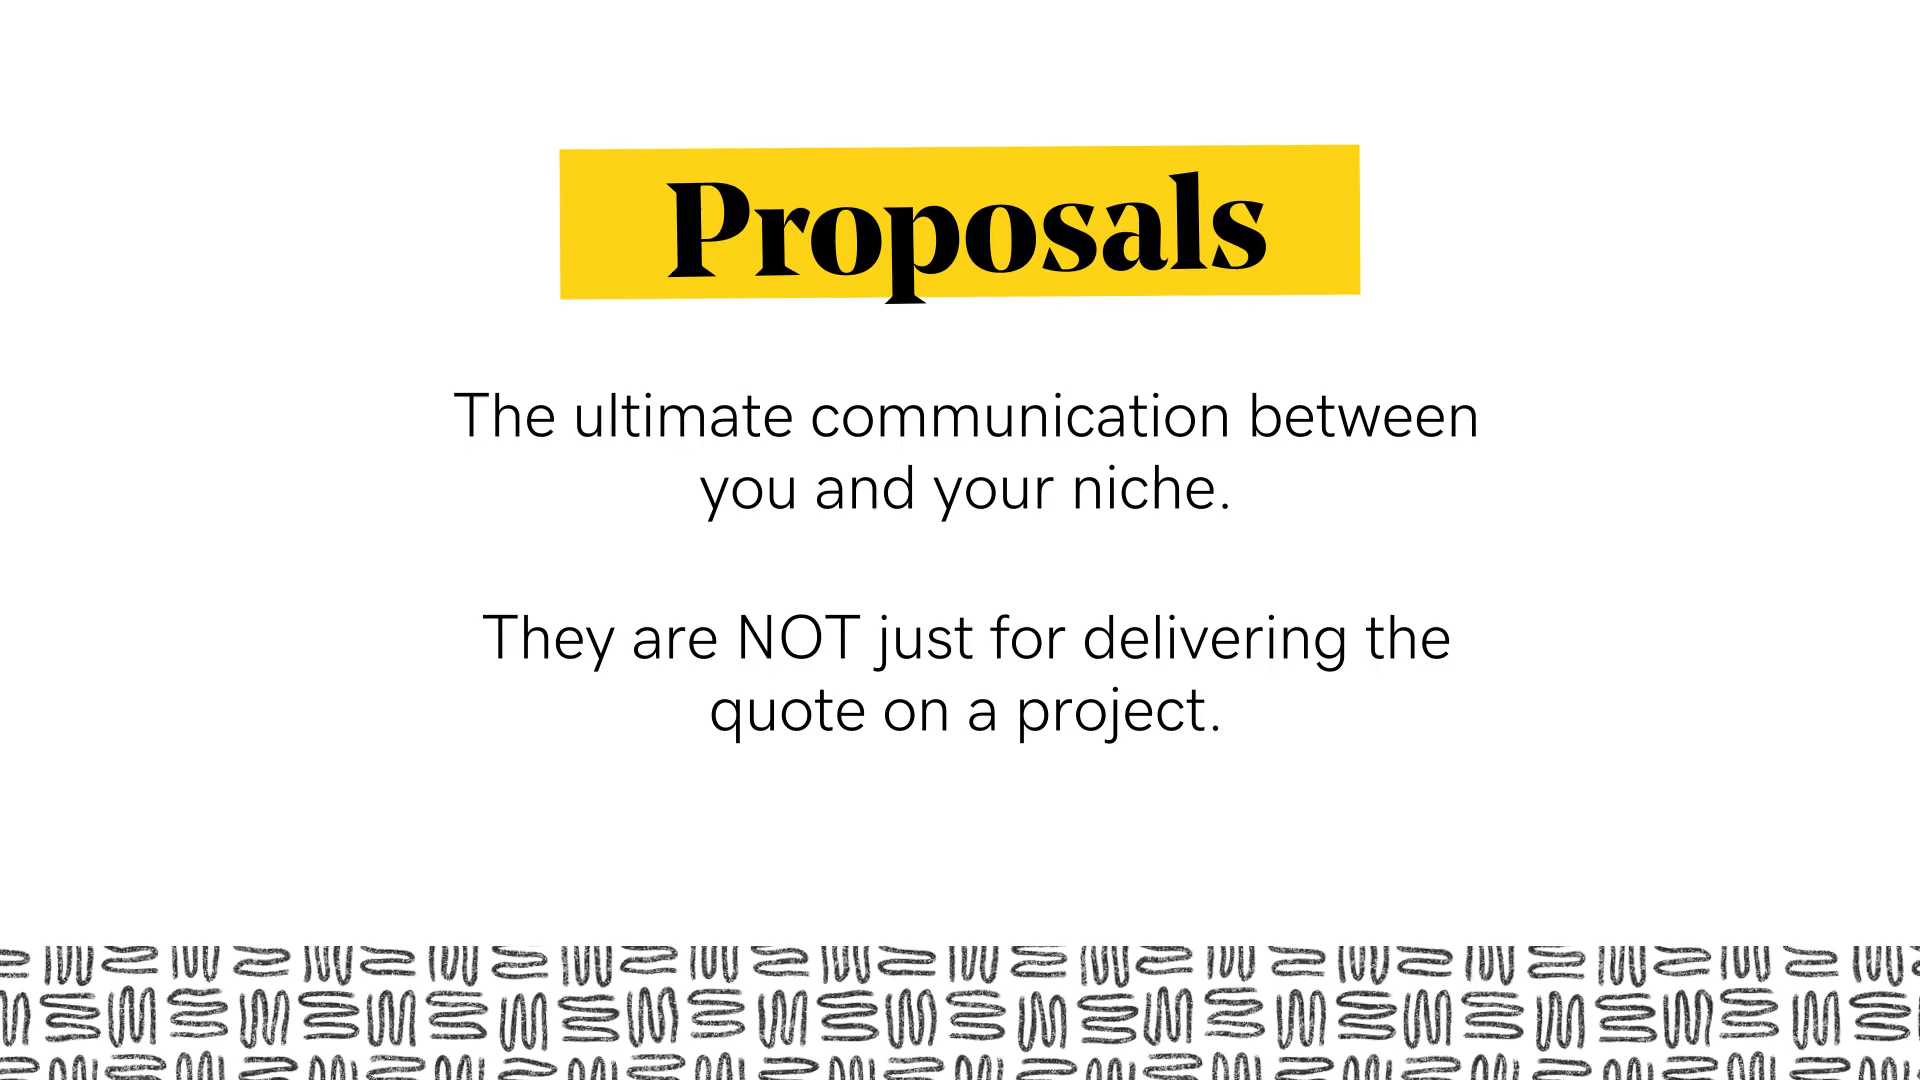 Proposals
The ultimate communication between
you and your niche.
They are NOT just for delivering the
quote on a project.